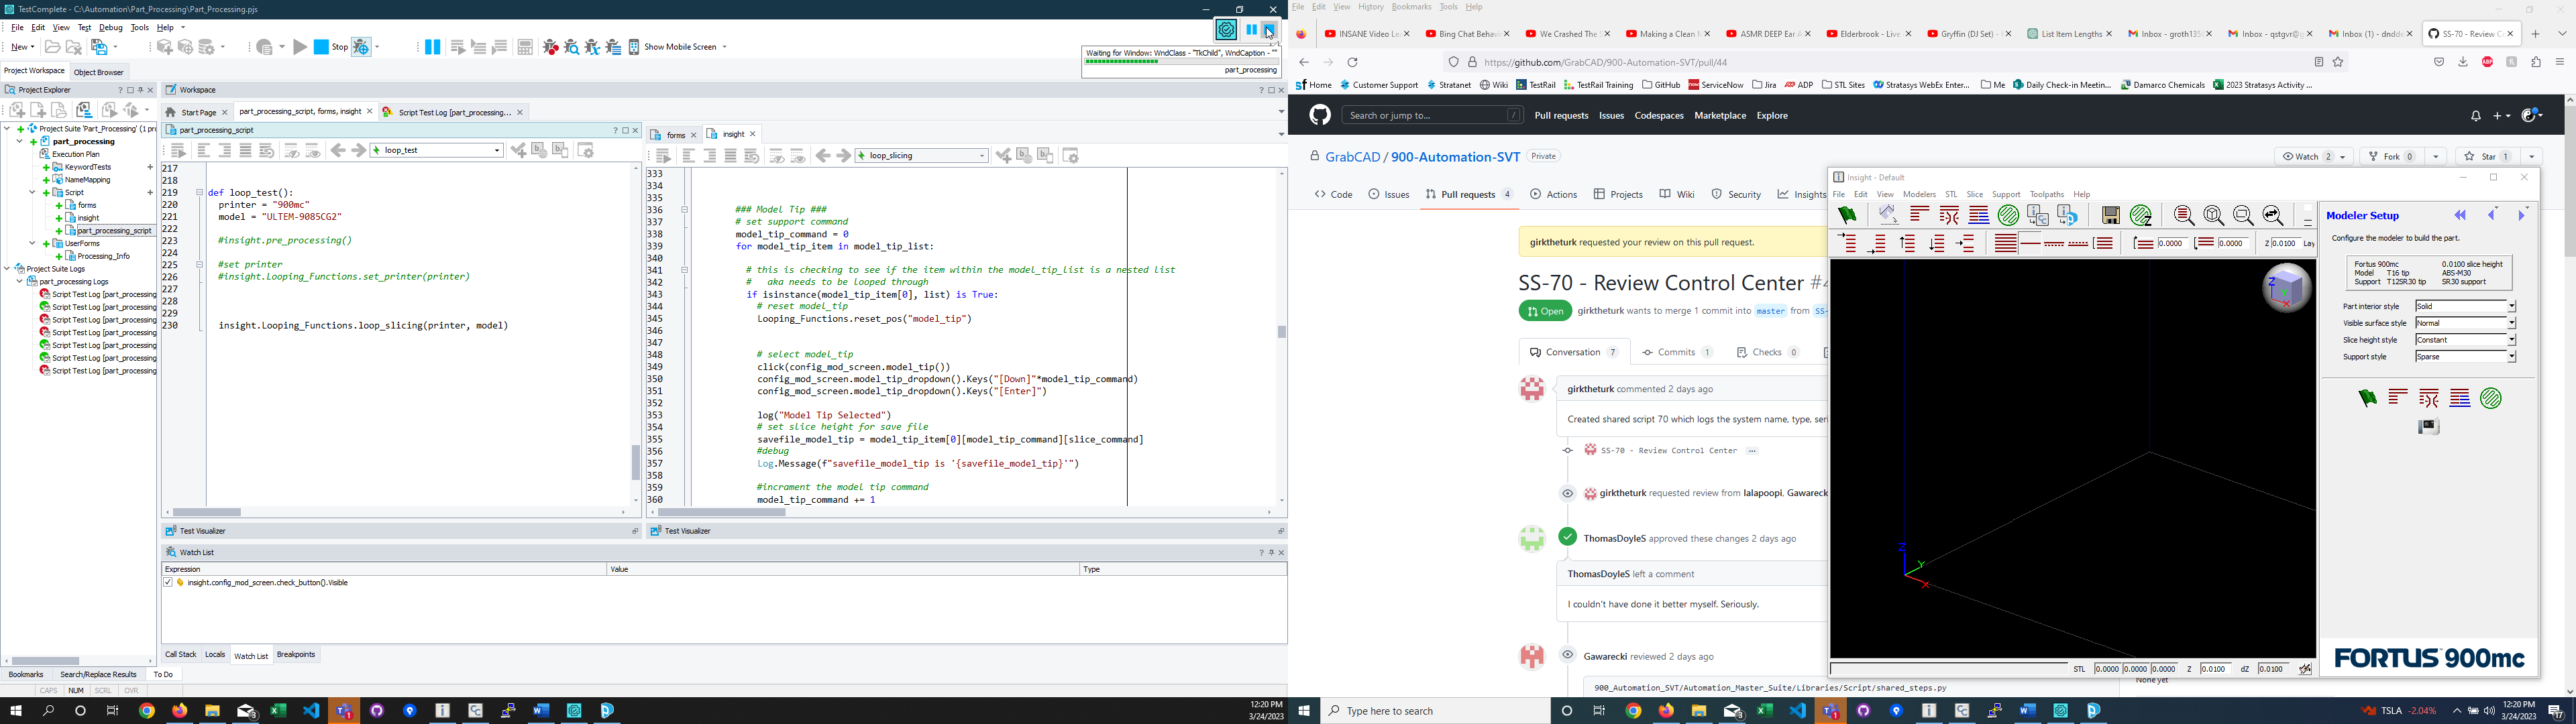 TestComplete - C:\Automation\Part_Processing\Part_Processing.pjs
File Edit View Test Debug Tools Help
New
Stop
Show Mobile Screen
Waiting for Window: WndClass - "TkChild", WndCaption - ""
part_processing
Project Workspace Object Browser
Project Explorer
Project Suite 'Part_Processing' (1 pro
part_processing
Execution Plan
KeywordTests
NameMapping
Script
forms
insight
part_processing_script
UserForms
Processing_Info
Project Suite Logs
part_processing Logs
Script Test Log [part_processing
Script Test Log [part_processing
Script Test Log [part_processing
Script Test Log [part_processing
Script Test Log [part_processing
Script Test Log [part_processing
Script Test Log [part_processing
Bookmarks Search/Replace Results To Do
CAPS NUM SCRL OVR
Workspace
Start Page part_processing_script, forms, insight Script Test Log [part_processing...
part_processing_script
loop_test
217
218
219 def loop_test():
220 printer = "900mc"
221 model = "ULTEM-9085CG2"
222
223 #insight.pre_processing()
224
225 #set printer
226 #insight.Looping_Functions.set_printer(printer)
227
228
229
230 insight.Looping_Functions.loop_slicing(printer, model)
Test Visualizer
forms insight
loop_slicing
333
334
335
336 ### Model Tip ###
337 # set support command
338 model_tip_command = 0
339 for model_tip_item in model_tip_list:
340
341 # this is checking to see if the item within the model_tip_List is a nested list
342 # aka needs to be looped through
343 if isinstance(model_tip_item[0], list) is True:
344 # reset model_tip
345 Looping_Functions.reset_pos("model_tip")
346
347
348 # select model_tip
349 click(config_mod_screen.model_tip())
350 config_mod_screen.model_tip_dropdown().Keys("[Down]"*model_tip_command)
351 config_mod_screen.model_tip_dropdown().Keys("[Enter]")
352
353 log("Model Tip Selected")
354 # set slice height for save file
355 savefile_model_tip = model_tip_item[0][model_tip_command][slice_command]
356 #debug
357 Log.Message(f"savefile_model_tip is '{savefile_model_tip}'")
358
359 #incrament the model tip command
360 model_tip_command += 1
Test Visualizer
Watch List
Expression Value Type
insight.config_mod_screen.check_button().Visible
Call Stack Locals Watch List Breakpoints
12:20 PM
3/24/2023
File Edit View History Bookmarks Tools Help
INSANE Video Le Bing Chat Behavi We Crashed The Making a Clean M ASMR DEEP Ear A Elderbrook - Live Gryffin (DJ Set) - List Item Lengths Inbox - groth135 Inbox - qstgvr@g Inbox (1) - dndde SS-70 - Review C
https://github.com/GrabCAD/900-Automation-SVT/pull/44
Home Customer Support Stratanet Wiki TestRail TestRail Training GitHub ServiceNow Jira ADP STL Sites Stratasys WebEx Enter... Me Daily Check-in Meetin... Damarco Chemicals 2023 Stratasys Activity ...
Search or jump to... /
Pull requests Issues Codespaces Marketplace Explore
GrabCAD / 900-Automation-SVT Private
Watch 2 Fork 0 Star 1
Code Issues Pull requests 4 Actions Projects Wiki Security Insights
girktheturk requested your review on this pull request.
SS-70 - Review Control Center #4
Open girktheturk wants to merge 1 commit into master from SS-
Conversation 7 Commits 1 Checks 0
girktheturk commented 2 days ago
Created shared script 70 which logs the system name, type, seri
SS-70 - Review Control Center ...
girktheturk requested review from lalapoopi, Gawareck
ThomasDoyleS approved these changes 2 days ago
ThomasDoyleS left a comment
I couldn't have done it better myself. Seriously.
Gawarecki reviewed 2 days ago
900_Automation_SVT/Automation_Master_Suite/Libraries/Script/shared_steps.py
None yet
Insight - Default
File Edit View Modelers STL Slice Support Toolpaths Help
0.0000 0.0000 Z 0.0100 Lay
Modeler Setup
Configure the modeler to build the part.
Fortus 900mc 0.0100 slice height
Model T16 tip ABS-M30
Support T12SR30 tip SR30 support
Part interior style Solid
Visible surface style Normal
Slice height style Constant
Support style Sparse
Z Y X
Z
Y
X
FORTUS 900mc
STL 0.0000 0.0000 0.0000 Z 0.0100 dZ 0.0100
Type here to search
TSLA -2.04%
12:20 PM
3/24/2023